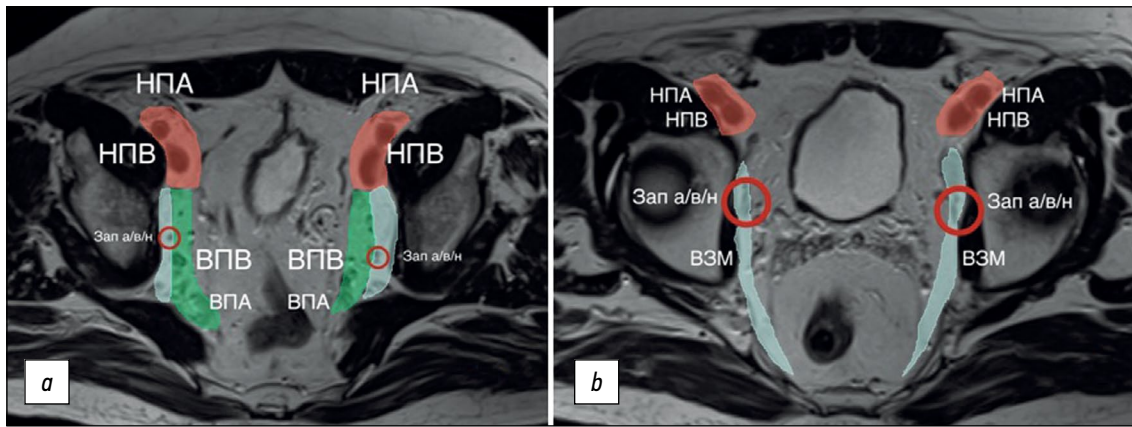 НПА НПА
НПВ НПВ
Зап а/в/н Зап а/в/н
ВПВ ВПВ
ВПА ВПА
a
НПА НПА
НПВ НПВ
Зап а/в/н Зап а/в/н
ВЗМ ВЗМ
b